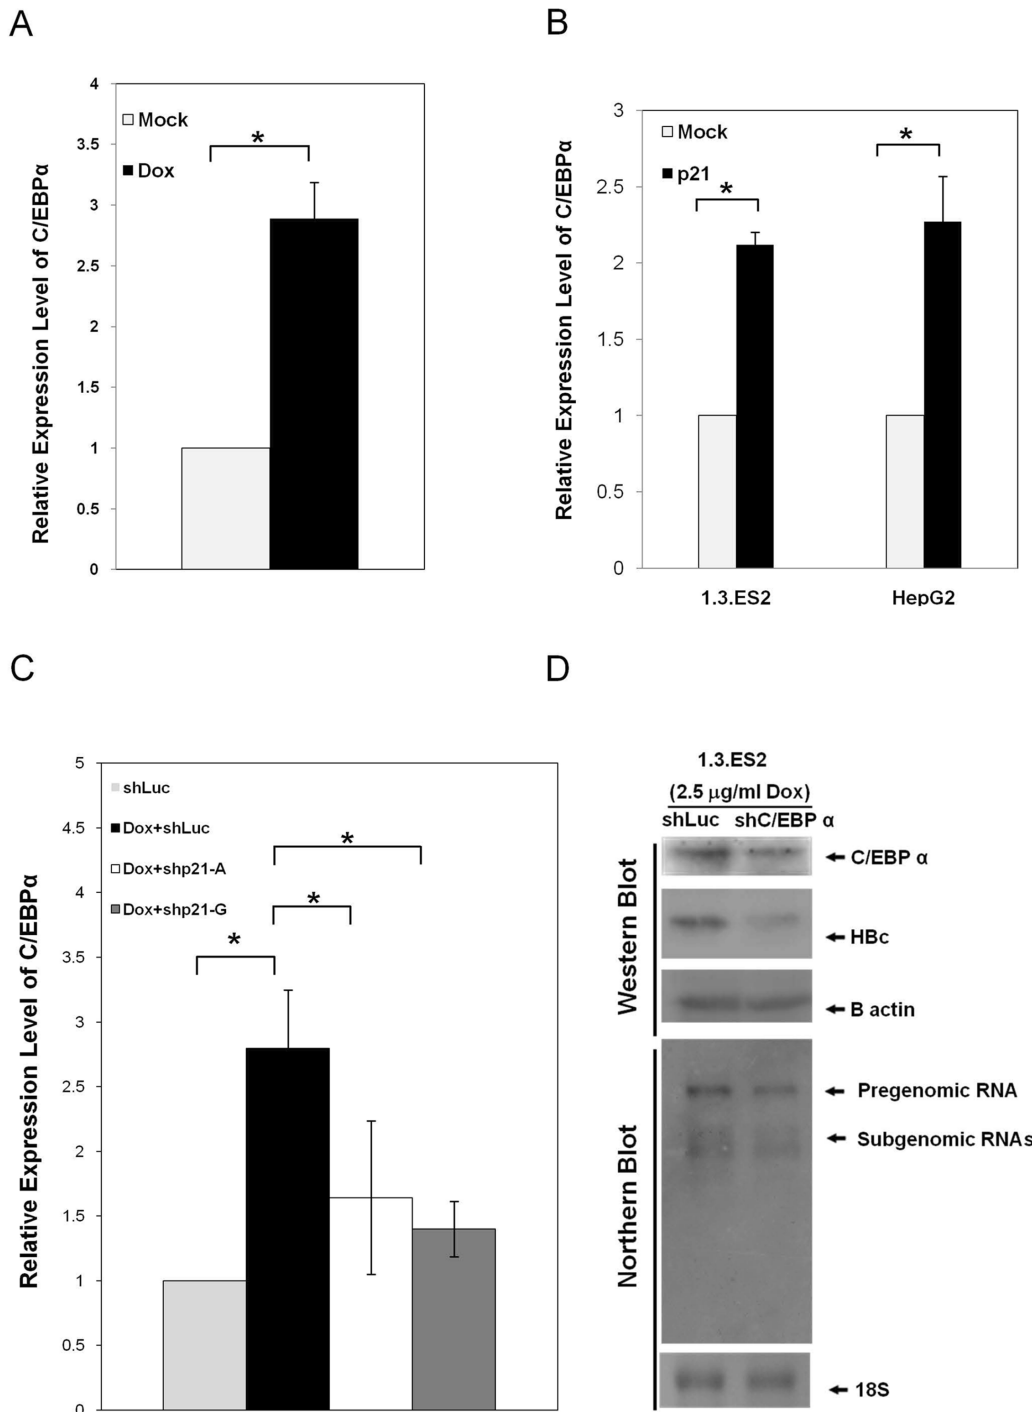 A
Relative Expression Level of C/EBPα
4
3.5
3
2.5
2
1.5
1
0.5
0
Mock
Dox
*
B
Relative Expression Level of C/EBPα
3
2.5
2
1.5
1
0.5
0
Mock
p21
*
*
1.3.ES2
HepG2
C
Relative Expression Level of C/EBPα
5
4.5
4
3.5
3
2.5
2
1.5
1
0.5
0
shLuc
Dox+shLuc
Dox+shp21-A
Dox+shp21-G
*
*
*
D
1.3.ES2
(2.5 μg/ml Dox)
shLuc shC/EBP α
Western Blot
C/EBP α
HBc
B actin
Northern Blot
Pregenomic RNA
Subgenomic RNAs
18S